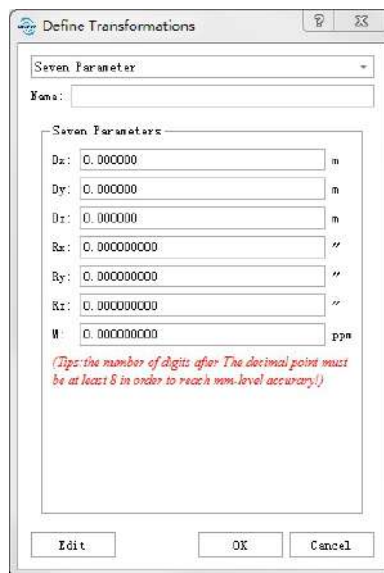 Define Transformations
Seven Parameter
Name:
Seven Parameters
Dx: 0.000000 m
Dy: 0.000000 m
Dz: 0.000000 m
Rx: 0.000000000 ″
Ry: 0.000000000 ″
Rz: 0.000000000 ″
M: 0.000000000 ppm
(Tips:the number of digits after The decimal point must
be at least 8 in order to reach mm-level accurary!)
Edit OK Cancel